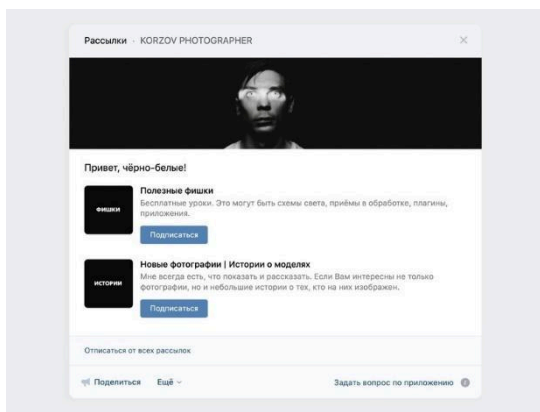 Рассылки · KORZOV PHOTOGRAPHER
Привет, чёрно-белые!
ФИШКИ
Полезные фишки
Бесплатные уроки. Это могут быть схемы света, приёмы в обработке, плагины,
приложения.
Подписаться
ИСТОРИИ
Новые фотографии | Истории о моделях
Мне всегда есть, что показать и рассказать. Если Вам интересны не только
фотографии, но и небольшие истории о тех, кто на них изображен.
Подписаться
Отписаться от всех рассылок
Поделиться Ещё Задать вопрос по приложению